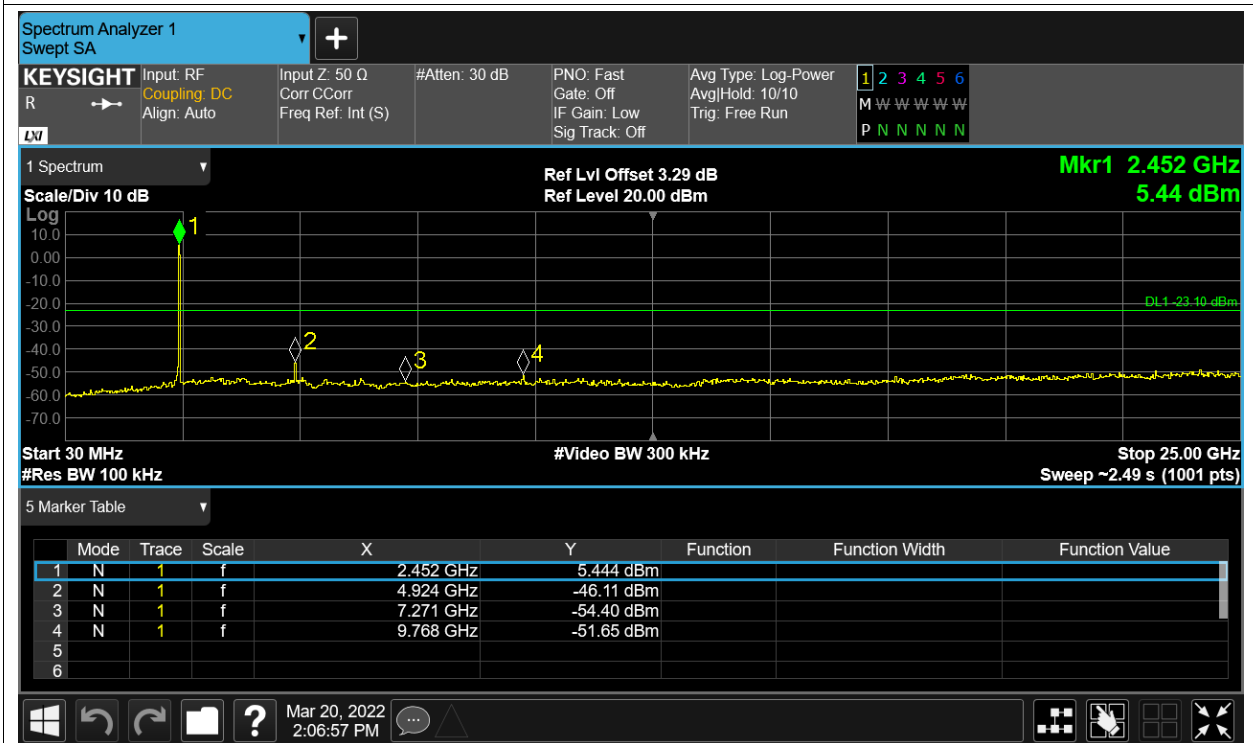 Spectrum Analyzer 1
Swept SA
+
KEYSIGHT
R
LXI
Input: RF
Coupling: DC
Align: Auto
Input Z: 50 Ω
Corr CCorr
Freq Ref: Int (S)
#Atten: 30 dB
PNO: Fast
Gate: Off
IF Gain: Low
Sig Track: Off
Avg Type: Log-Power
Avg|Hold: 10/10
Trig: Free Run
1 2 3 4 5 6
M W W W W W
P N N N N N
1 Spectrum
Scale/Div 10 dB
Ref Lvl Offset 3.29 dB
Ref Level 20.00 dBm
Mkr1 2.452 GHz
5.44 dBm
Log
10.0
0.00
-10.0
-20.0
-30.0
-40.0
-50.0
-60.0
-70.0
1
2
3
4
DL1 -23.10 dBm
Start 30 MHz
#Res BW 100 kHz
#Video BW 300 kHz
Stop 25.00 GHz
Sweep ~2.49 s (1001 pts)
5 Marker Table
Mode Trace Scale X Y Function Function Width Function Value
1 N 1 f 2.452 GHz 5.444 dBm
2 N 1 f 4.924 GHz -46.11 dBm
3 N 1 f 7.271 GHz -54.40 dBm
4 N 1 f 9.768 GHz -51.65 dBm
5
6
?
Mar 20, 2022
2:06:57 PM